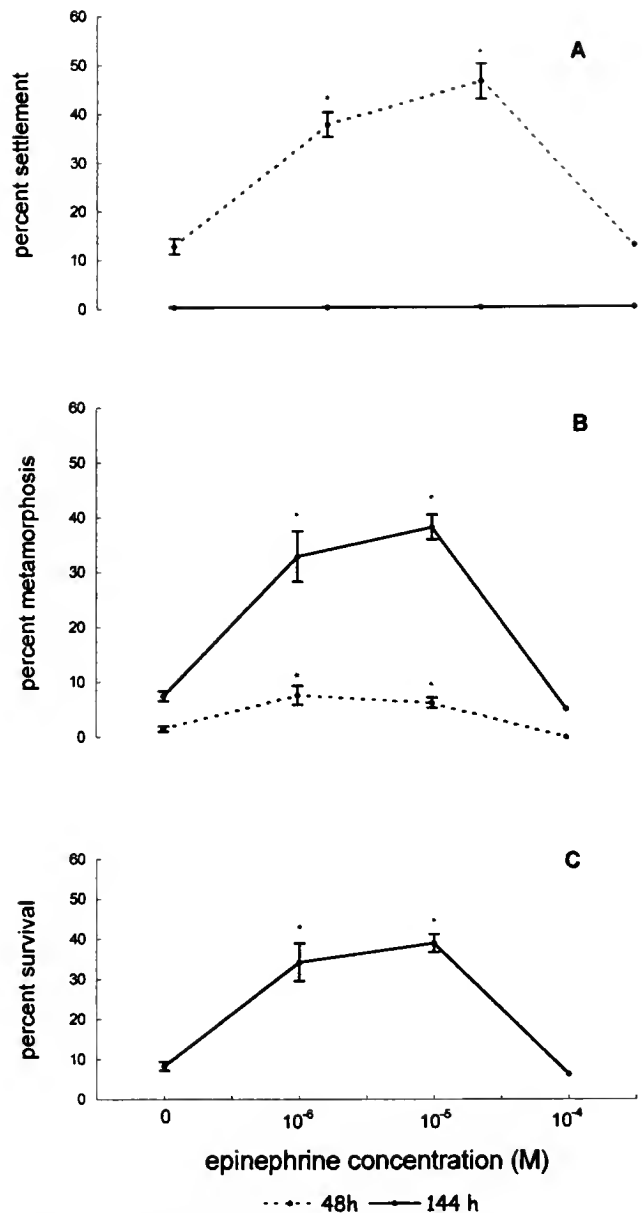 A
percent settlement
60
50
40
30
20
10
0
B
percent metamorphosis
60
50
40
30
20
10
0
C
percent survival
60
50
40
30
20
10
0
0 10⁻⁶ 10⁻⁵ 10⁻⁴
epinephrine concentration (M)
48h 144 h